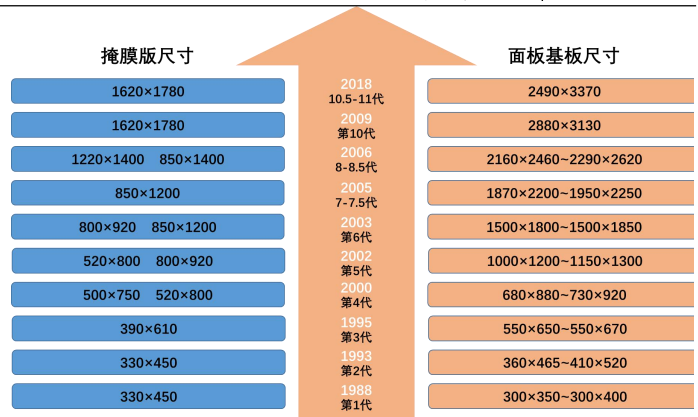 掩膜版尺寸 面板基板尺寸
1620×1780 2018 2490×3370
10.5-11代
1620×1780 2009 2880×3130
第10代
1220×1400 850×1400 2006 2160×2460~2290×2620
8-8.5代
850×1200 2005 1870×2200~1950×2250
7-7.5代
800×920 850×1200 2003 1500×1800~1500×1850
第6代
520×800 800×920 2002 1000×1200~1150×1300
第5代
500×750 520×800 2000 680×880~730×920
第4代
390×610 1995 550×650~550×670
第3代
330×450 1993 360×465~410×520
第2代
330×450 1988 300×350~300×400
第1代